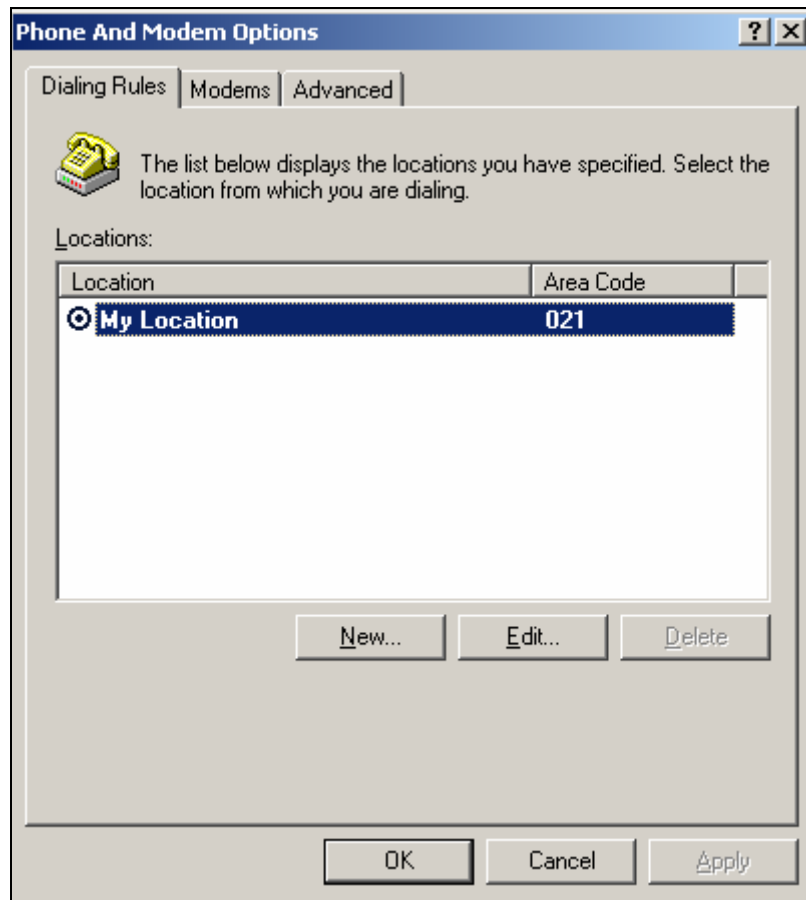 Phone And Modem Options
Dialing Rules Modems Advanced
The list below displays the locations you have specified. Select the
location from which you are dialing.
Locations:
Location Area Code
My Location 021
New... Edit... Delete
OK Cancel Apply